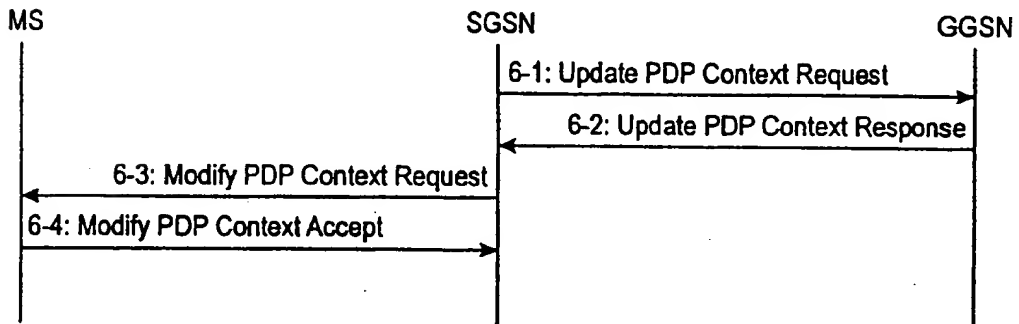 MS
SGSN
GGSN
6-1: Update PDP Context Request
6-2: Update PDP Context Response
6-3: Modify PDP Context Request
6-4: Modify PDP Context Accept